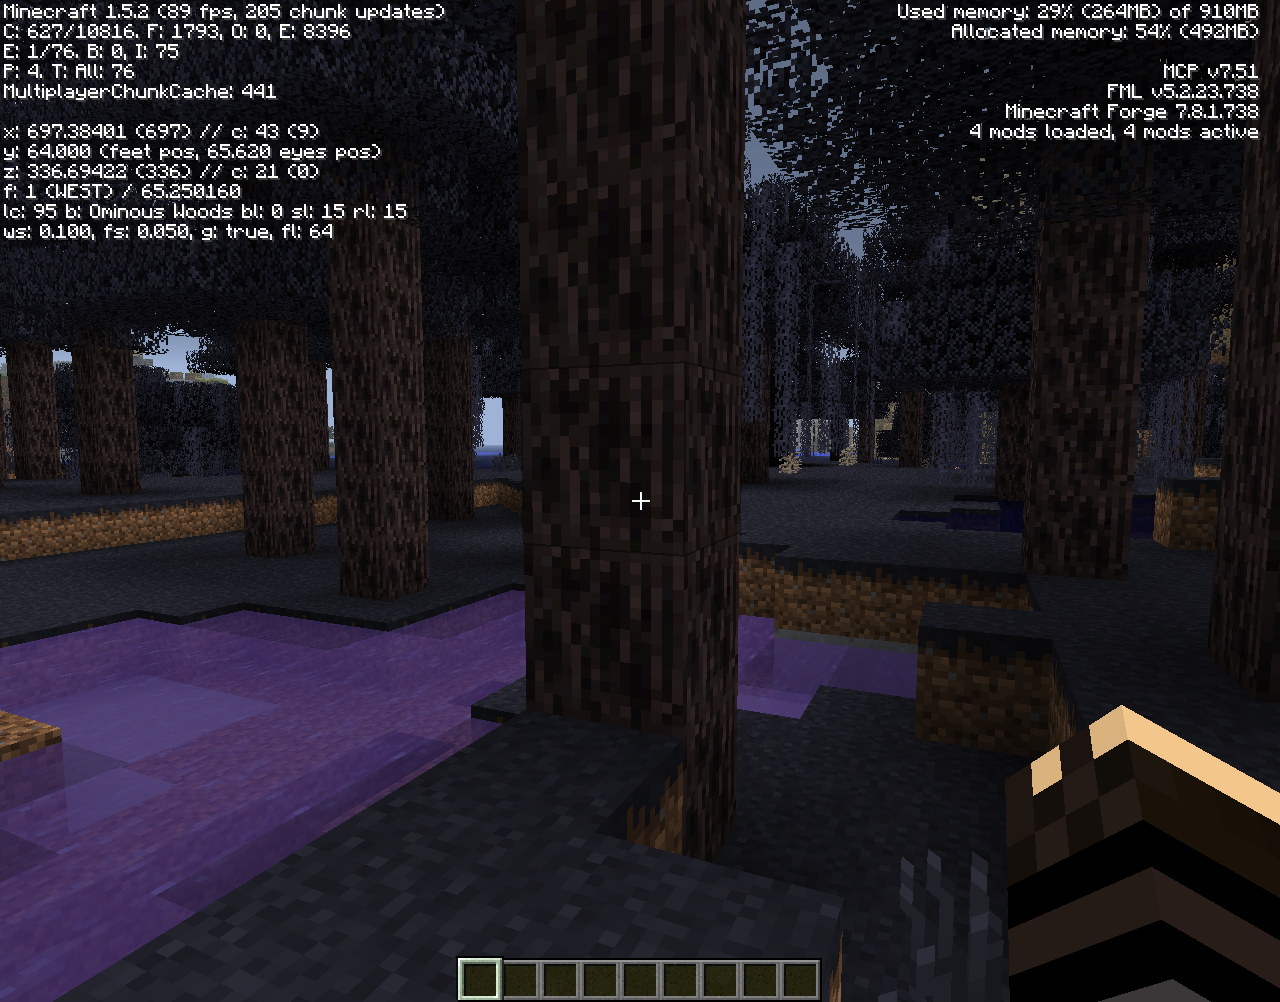 Minecraft 1.5.2 (89 fps, 205 chunk updates)
C: 627/10816. F: 1793, O: 0, E: 8396
E: 1/76. B: 0, I: 75
P: 4. T: All: 76
MultiplayerChunkCache: 441
x: 697.38401 (697) // c: 43 (9)
y: 64.000 (feet pos, 65.620 eyes pos)
z: 336.69422 (336) // c: 21 (0)
f: 1 (WEST) / 65.250160
lc: 95 b: Ominous Woods bl: 0 sl: 15 rl: 15
ws: 0.100, fs: 0.050, g: true, fl: 64
Used memory: 29% (264MB) of 910MB
Allocated memory: 54% (492MB)
MCP v7.51
FML v5.2.23.738
Minecraft Forge 7.8.1.738
4 mods loaded, 4 mods active